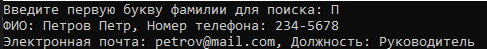 Введите первую букву фамилии для поиска: П
ФИО: Петров Петр, Номер телефона: 234-5678
Электронная почта: petrov@mail.com, Должность: Руководитель